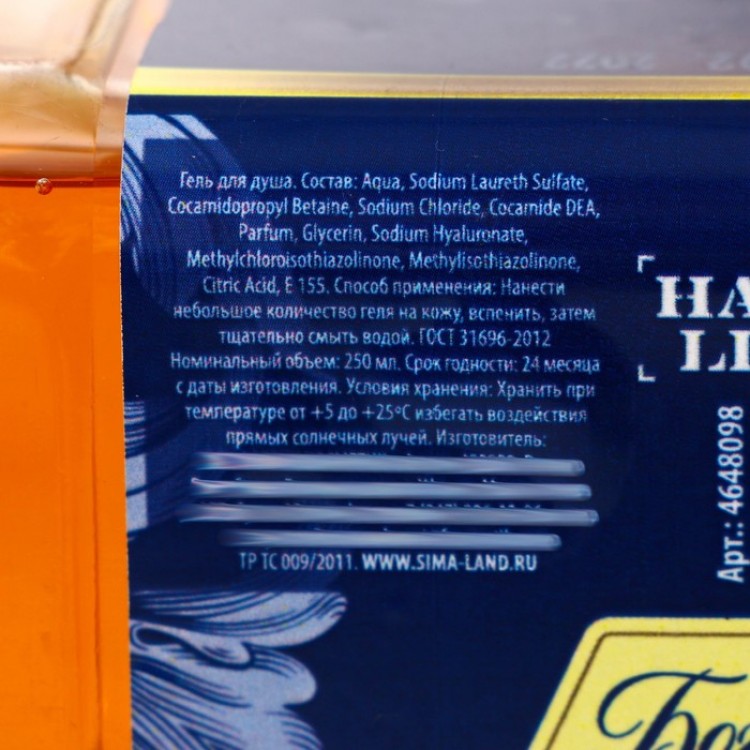 2022
Гель для душа. Состав: Aqua, Sodium Laureth Sulfate,
Cocamidopropyl Betaine, Sodium Chloride, Cocamide DEA,
Parfum, Glycerin, Sodium Hyaluronate,
Methylchloroisothiazolinone, Methylisothiazolinone,
Citric Acid, E 155. Способ применения: Нанести
небольшое количество геля на кожу, вспенить, затем
тщательно смыть водой. ГОСТ 31696-2012
Номинальный объем: 250 мл. Срок годности: 24 месяца
с даты изготовления. Условия хранения: Хранить при
температуре от +5 до +25°С избегать воздействия
прямых солнечных лучей. Изготовитель:
ТР ТС 009/2011. WWW.SIMA-LAND.RU
HA
LI
Арт.: 4648098